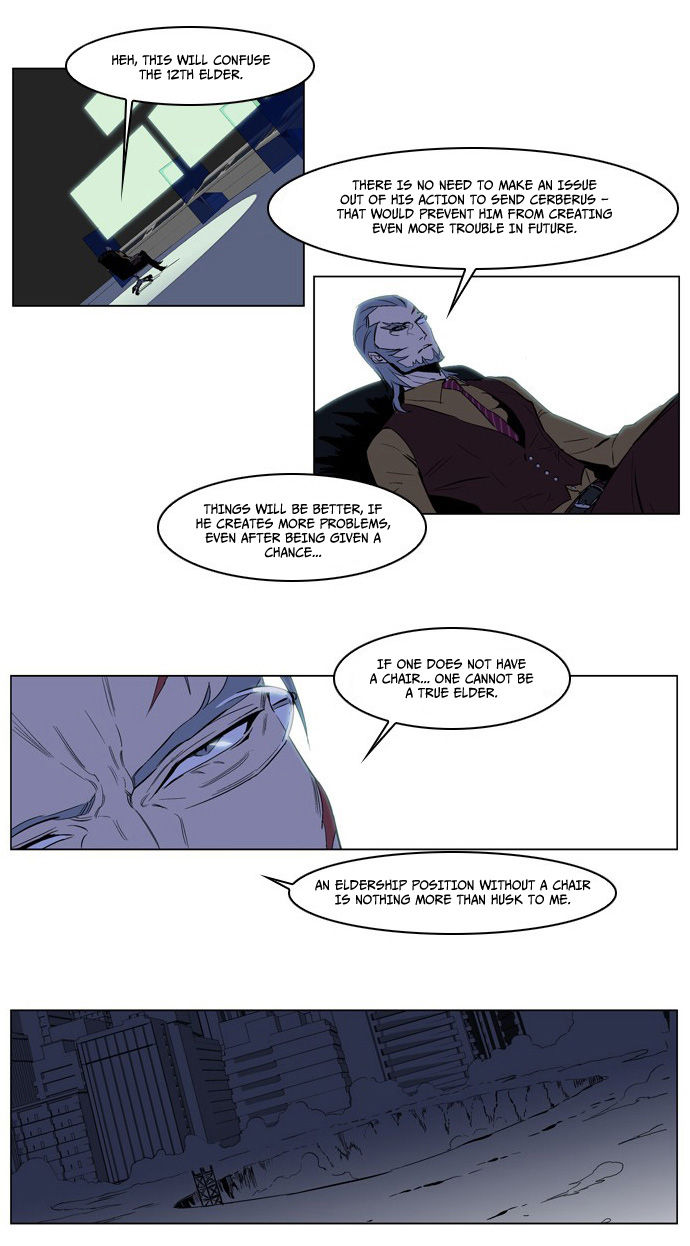 HEH, THIS WILL CONFUSE
THE 12TH ELDER.
THERE IS NO NEED TO MAKE AN ISSUE
OUT OF HIS ACTION TO SEND CERBERUS –
THAT WOULD PREVENT HIM FROM CREATING
EVEN MORE TROUBLE IN FUTURE.
THINGS WILL BE BETTER, IF
HE CREATES MORE PROBLEMS,
EVEN AFTER BEING GIVEN A
CHANCE...
IF ONE DOES NOT HAVE
A CHAIR... ONE CANNOT BE
A TRUE ELDER.
AN ELDERSHIP POSITION WITHOUT A CHAIR
IS NOTHING MORE THAN HUSK TO ME.